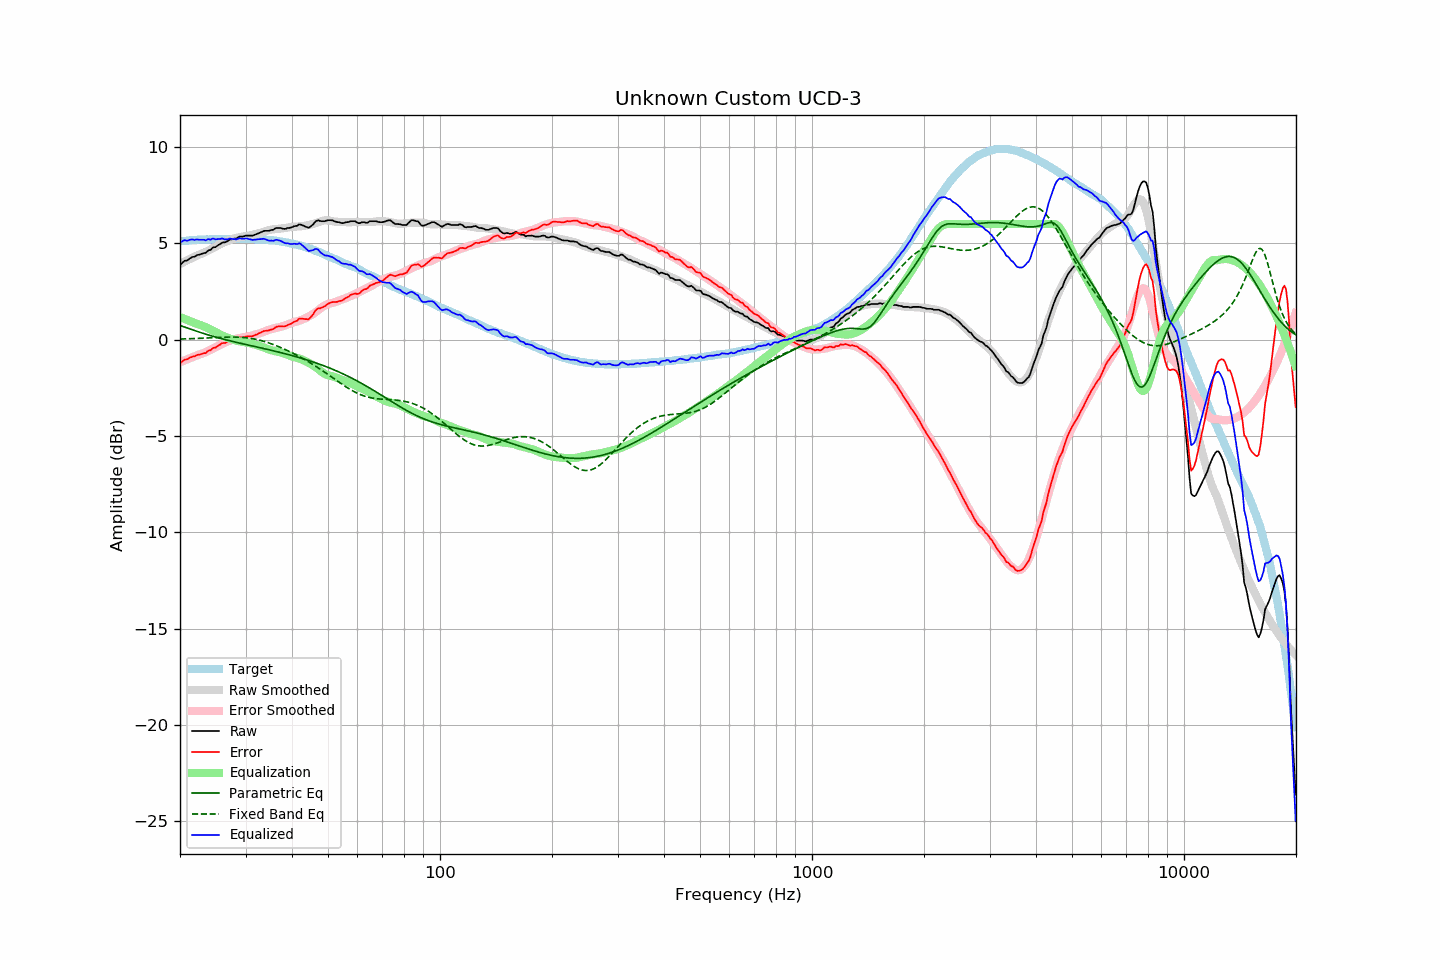 Unknown Custom UCD-3
Amplitude (dBr)
10
5
0
−5
−10
−15
−20
−25
Target
Raw Smoothed
Error Smoothed
Raw
Error
Equalization
Parametric Eq
Fixed Band Eq
Equalized
100
1000
10000
Frequency (Hz)